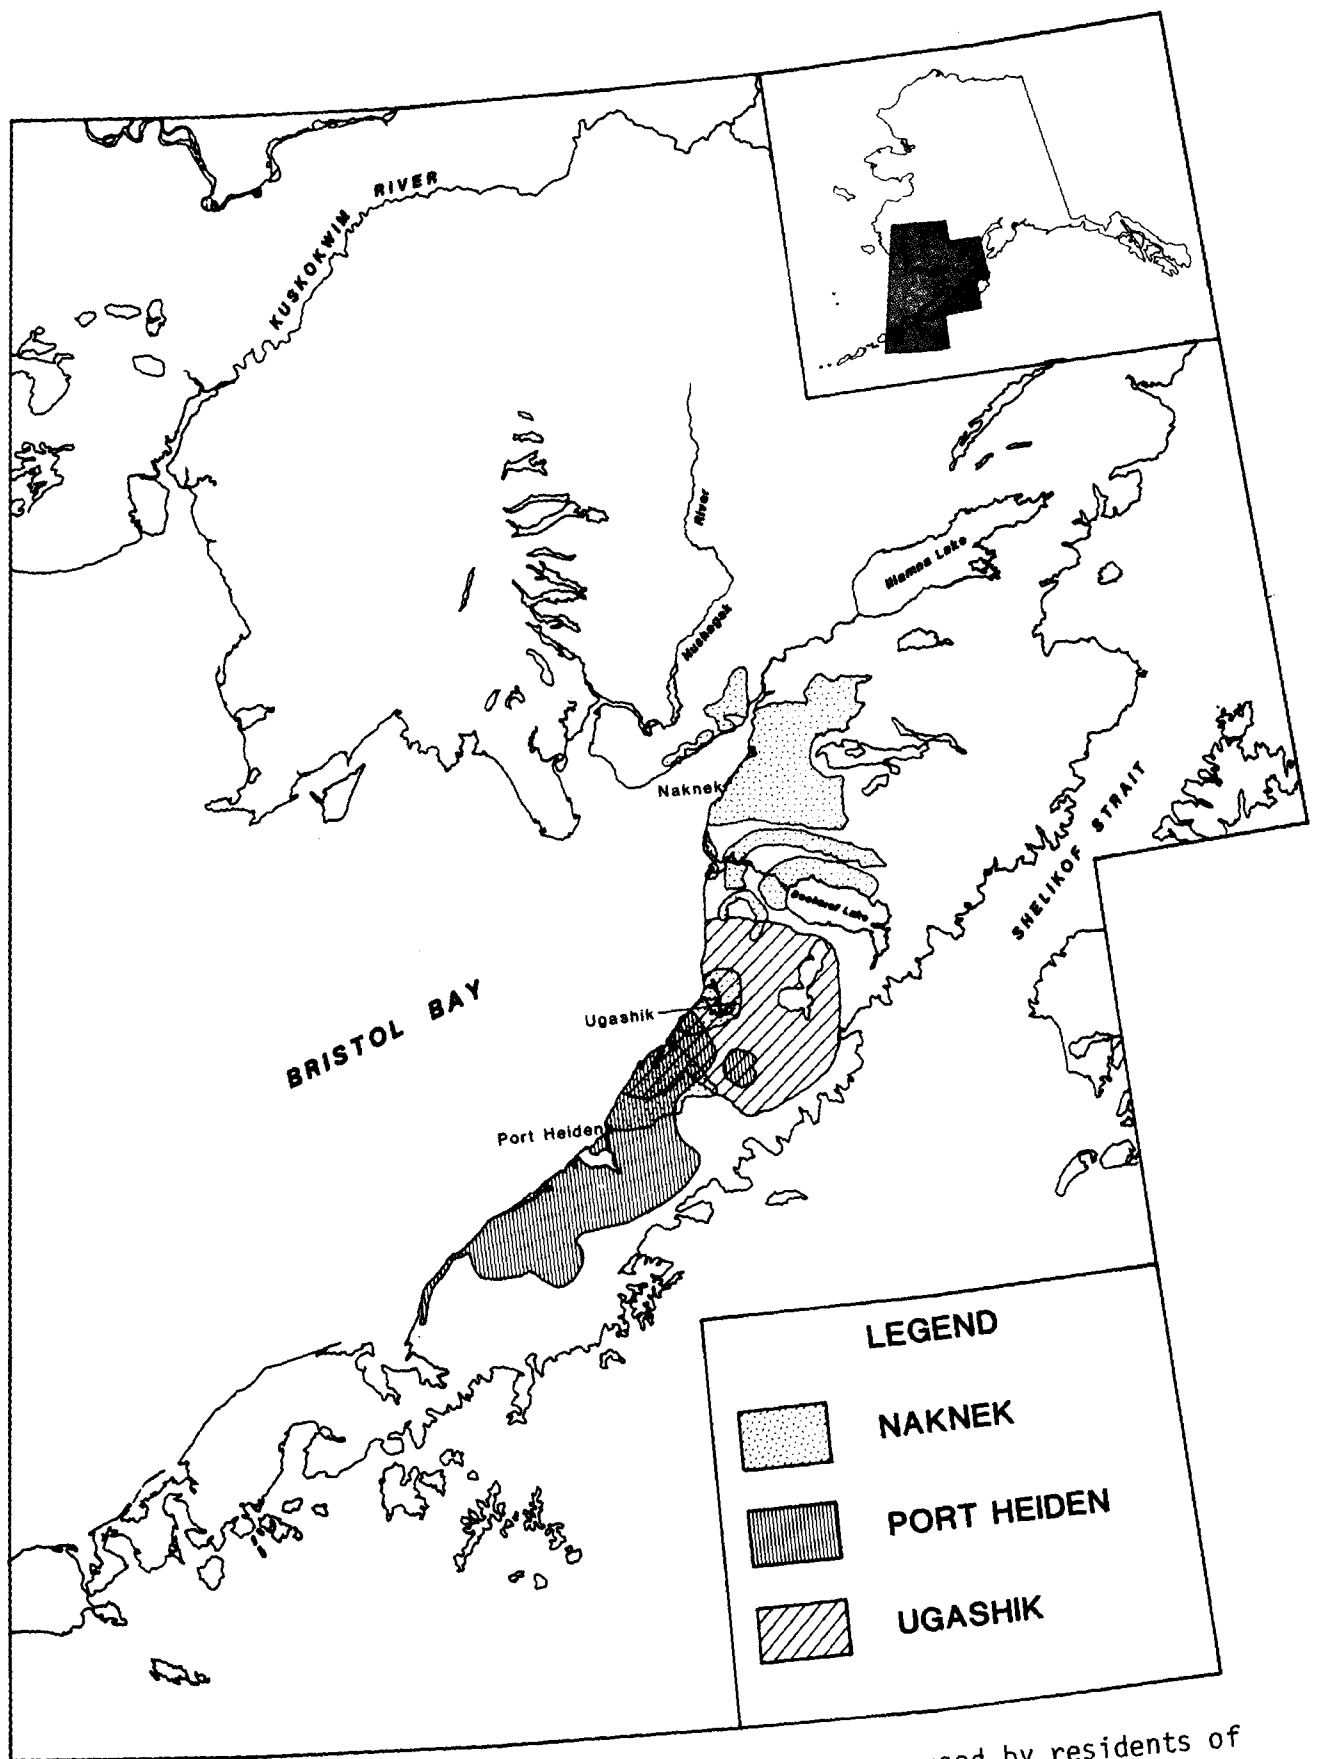 KUSKOKWIM RIVER
River
Nushagak
Iliamna Lake
Naknek
Becharof Lake
SHELIKOF STRAIT
BRISTOL BAY
Ugashik
Port Heiden
LEGEND
NAKNEK
PORT HEIDEN
UGASHIK
by residents of